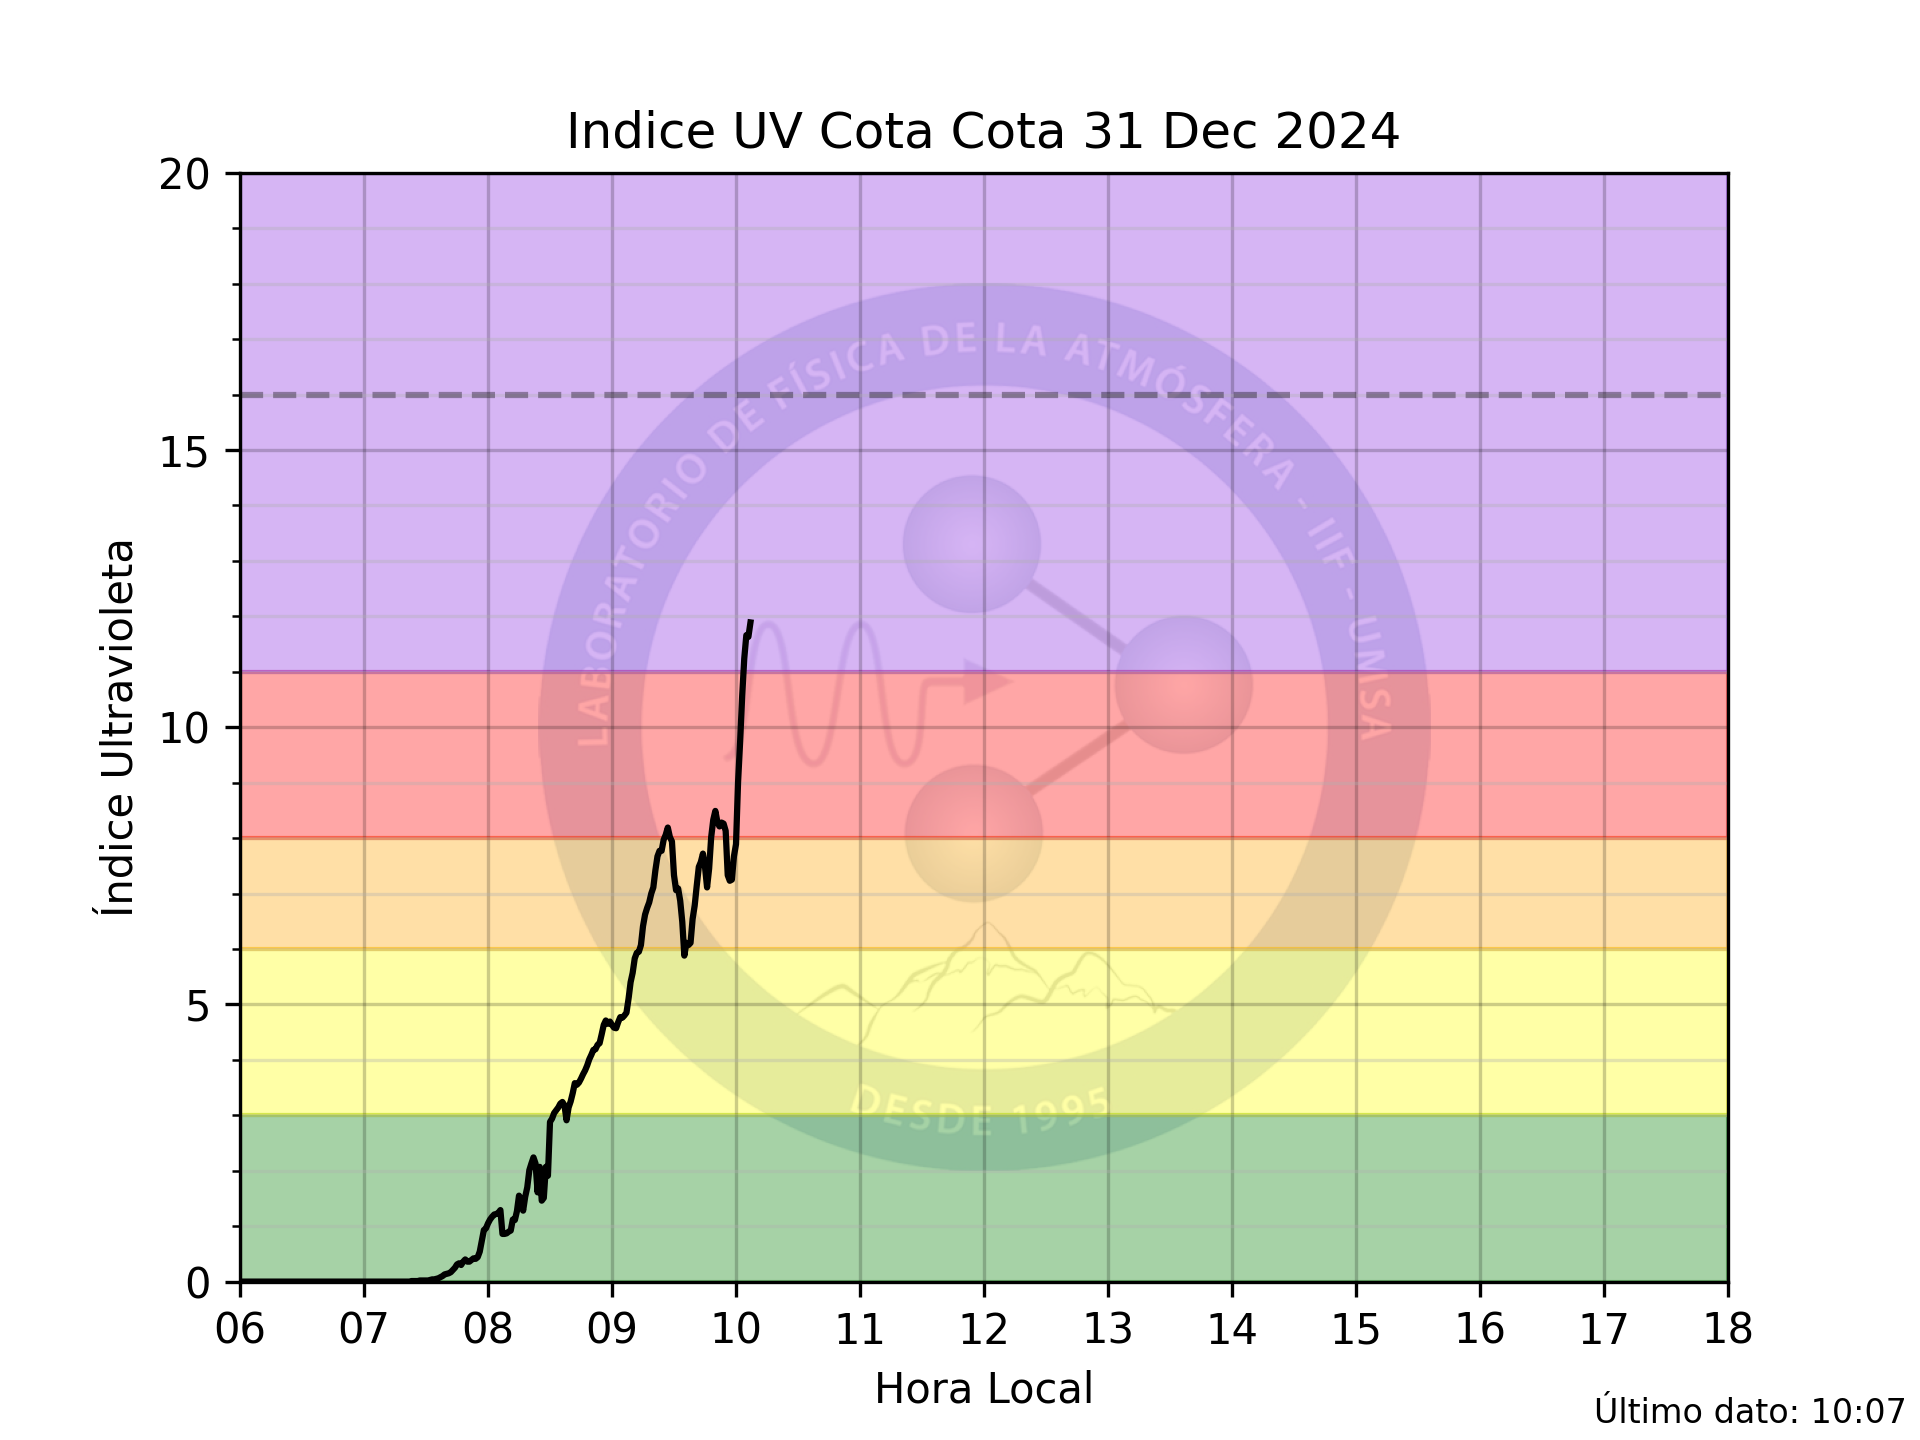 Indice UV Cota Cota 31 Dec 2024
20
15
10
5
0
Índice Ultravioleta
LABORATORIO DE FÍSICA DE LA ATMÓSFERA - IIF - UMSA
DESDE 1995
06 07 08 09 10 11 12 13 14 15 16 17 18
Hora Local
Último dato: 10:07